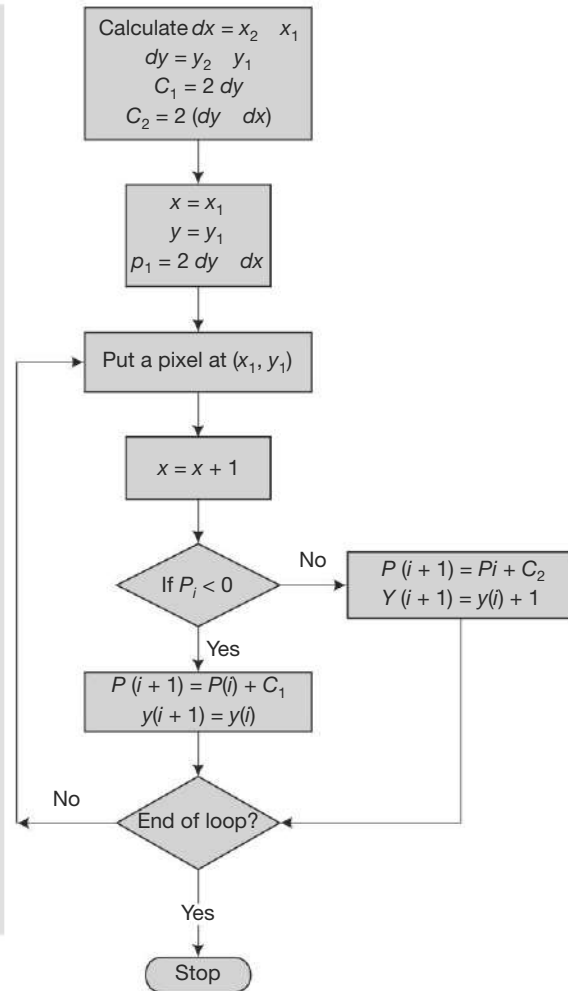 Calculate dx = x₂ x₁
dy = y₂ y₁
C₁ = 2 dy
C₂ = 2 (dy dx)
x = x₁
y = y₁
p₁ = 2 dy dx
Put a pixel at (x₁, y₁)
x = x + 1
If Pᵢ < 0
No
P (i + 1) = Pi + C₂
Y (i + 1) = y(i) + 1
Yes
P (i + 1) = P(i) + C₁
y(i + 1) = y(i)
No
End of loop?
Yes
Stop